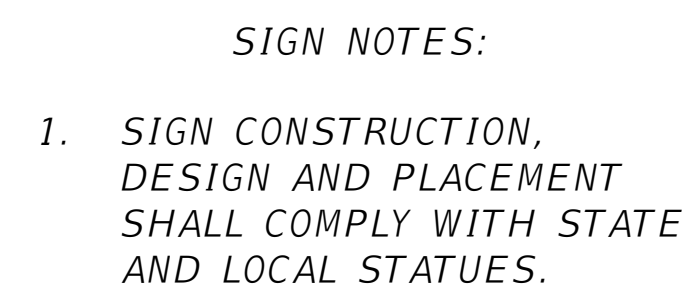 SIGN NOTES:
1. SIGN CONSTRUCTION,
DESIGN AND PLACEMENT
SHALL COMPLY WITH STATE
AND LOCAL STATUES.